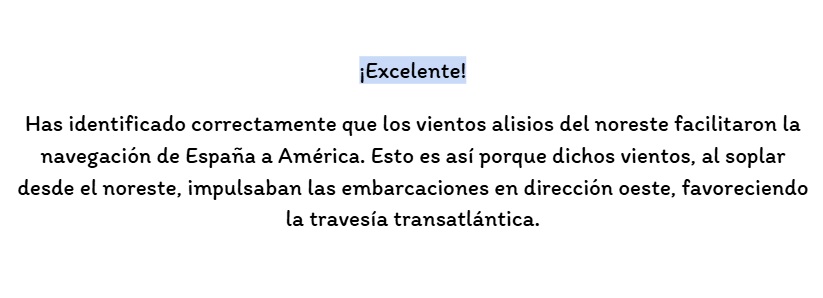 ¡Excelente!
Has identificado correctamente que los vientos alisios del noreste facilitaron la
navegación de España a América. Esto es así porque dichos vientos, al soplar
desde el noreste, impulsaban las embarcaciones en dirección oeste, favoreciendo
la travesía transatlántica.